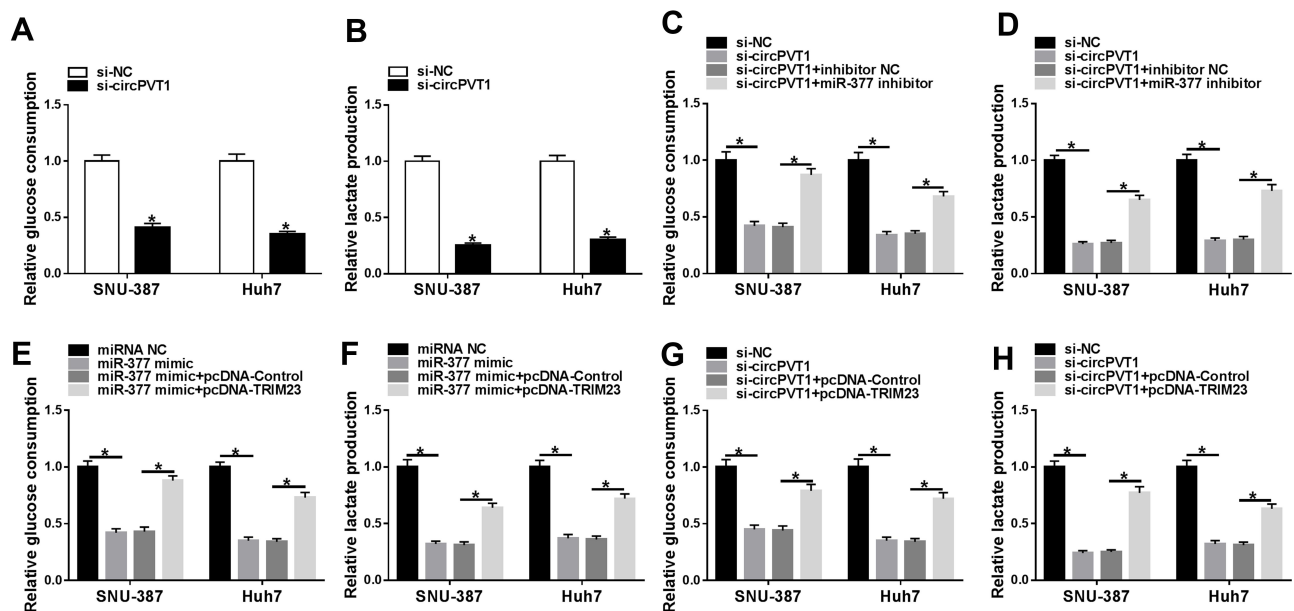 A
si-NC
si-circPVT1
Relative glucose consumption
1.5
1.0
0.5
0.0
*
*
SNU-387
Huh7
B
si-NC
si-circPVT1
Relative lactate production
1.5
1.0
0.5
0.0
*
*
SNU-387
Huh7
C
si-NC
si-circPVT1
si-circPVT1+inhibitor NC
si-circPVT1+miR-377 inhibitor
Relative glucose consumption
1.5
1.0
0.5
0.0
*
*
*
*
SNU-387
Huh7
D
si-NC
si-circPVT1
si-circPVT1+inhibitor NC
si-circPVT1+miR-377 inhibitor
Relative lactate production
1.5
1.0
0.5
0.0
*
*
*
*
SNU-387
Huh7
E
miRNA NC
miR-377 mimic
miR-377 mimic+pcDNA-Control
miR-377 mimic+pcDNA-TRIM23
Relative glucose consumption
1.5
1.0
0.5
0.0
*
*
*
*
SNU-387
Huh7
F
miRNA NC
miR-377 mimic
miR-377 mimic+pcDNA-Control
miR-377 mimic+pcDNA-TRIM23
Relative lactate production
1.5
1.0
0.5
0.0
*
*
*
*
SNU-387
Huh7
G
si-NC
si-circPVT1
si-circPVT1+pcDNA-Control
si-circPVT1+pcDNA-TRIM23
Relative glucose consumption
1.5
1.0
0.5
0.0
*
*
*
*
SNU-387
Huh7
H
si-NC
si-circPVT1
si-circPVT1+pcDNA-Control
si-circPVT1+pcDNA-TRIM23
Relative lactate production
1.5
1.0
0.5
0.0
*
*
*
*
SNU-387
Huh7